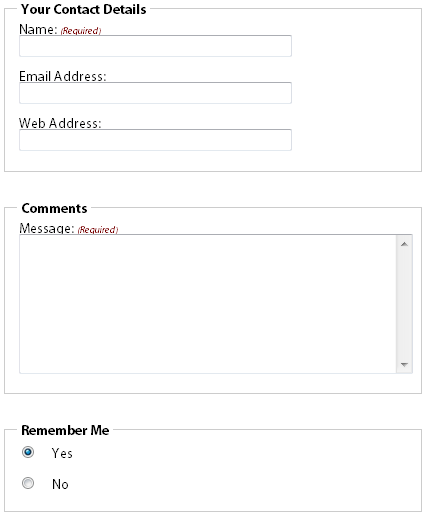 Your Contact Details
Name: (Required)
Email Address:
Web Address:
Comments
Message: (Required)
Remember Me
Yes
No